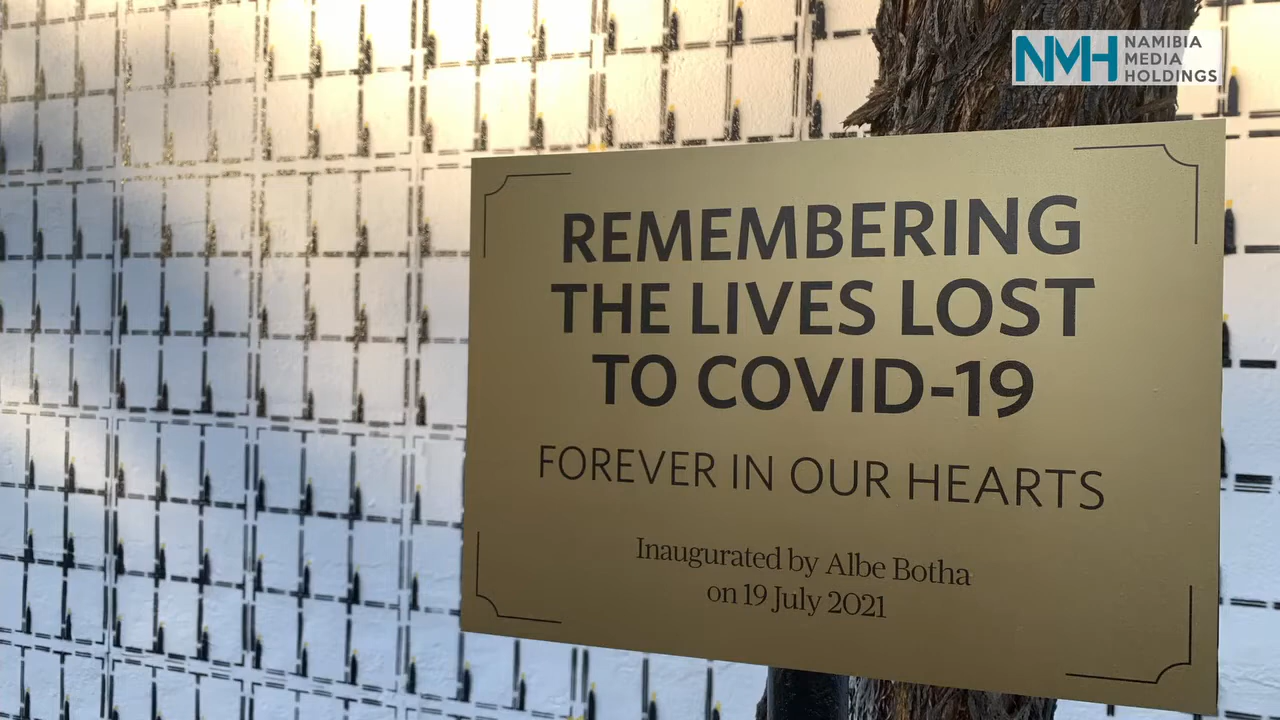 NMH
NAMIBIA
MEDIA
HOLDINGS
REMEMBERING
THE LIVES LOST
TO COVID-19
FOREVER IN OUR HEARTS
Inaugurated by Albe Botha
on 19 July 2021